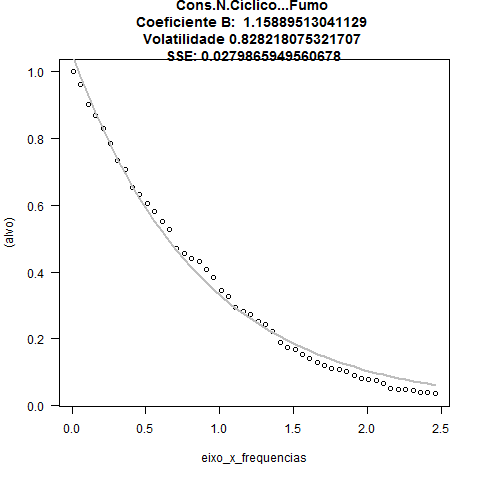 Cons.N.Ciclico...Fumo
Coeficiente B:  1.15889513041129
Volatilidade 0.828218075321707
SSE: 0.0279865949560678
1.0
0.8
0.6
0.4
0.2
0.0
(alvo)
0.0 0.5 1.0 1.5 2.0 2.5
eixo_x_frequencias